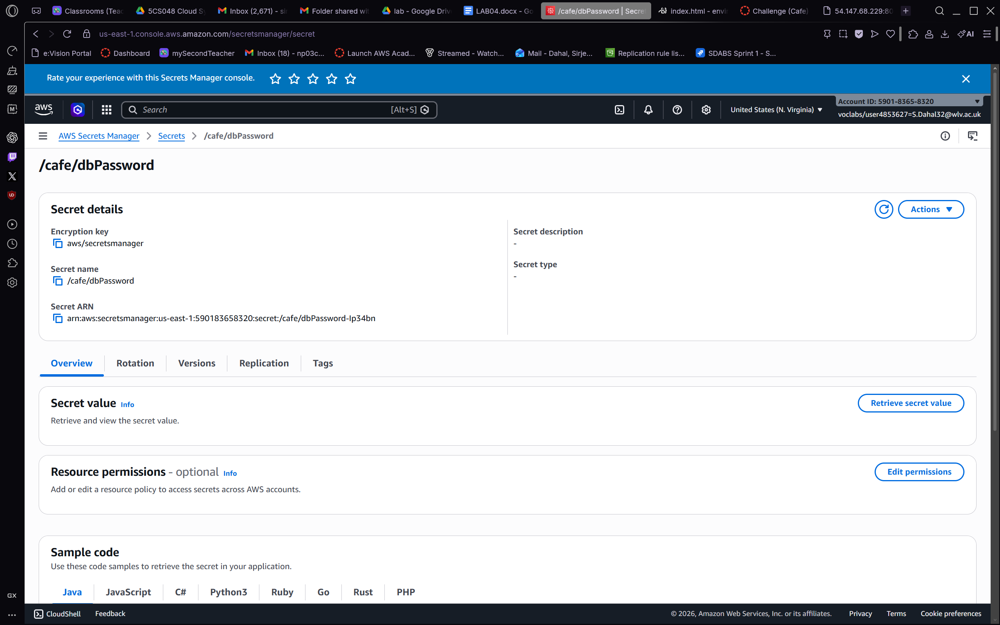 Classrooms (Teac
5CS048 Cloud Sy
Inbox (2,671) - sir
Folder shared wit
lab - Google Driv
LAB04.docx - Go
/cafe/dbPassword | Secre
index.html - envi
Challenge (Cafe)
54.147.68.229:80
us-east-1.console.aws.amazon.com/secretsmanager/secret
AI
e:Vision Portal
Dashboard
mySecondTeacher
Inbox (18) - np03c...
Launch AWS Acad...
Streamed - Watch...
Mail - Dahal, Sirje...
Replication rule lis...
SDABS Sprint 1 - S...
Rate your experience with this Secrets Manager console.
aws
Search
[Alt+S]
United States (N. Virginia)
Account ID: 5901-8365-8320
voclabs/user4853627=S.Dahal32@wlv.ac.uk
AWS Secrets Manager
Secrets
/cafe/dbPassword
/cafe/dbPassword
Secret details
Actions
Encryption key
aws/secretsmanager
Secret name
/cafe/dbPassword
Secret ARN
arn:aws:secretsmanager:us-east-1:590183658320:secret:/cafe/dbPassword-Ip34bn
Secret description
-
Secret type
-
Overview
Rotation
Versions
Replication
Tags
Secret value Info
Retrieve secret value
Retrieve and view the secret value.
Resource permissions - optional Info
Edit permissions
Add or edit a resource policy to access secrets across AWS accounts.
Sample code
Use these code samples to retrieve the secret in your application.
Java
JavaScript
C#
Python3
Ruby
Go
Rust
PHP
GX
CloudShell
Feedback
© 2026, Amazon Web Services, Inc. or its affiliates.
Privacy
Terms
Cookie preferences